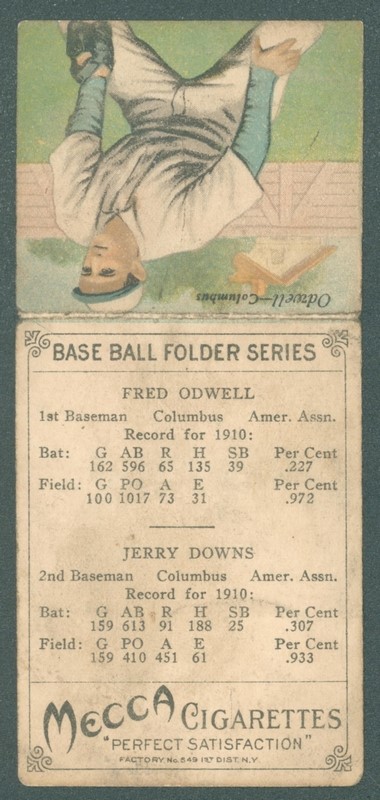 Odwell—Columbus
BASE BALL FOLDER SERIES
FRED ODWELL
1st Baseman Columbus Amer. Assn.
Record for 1910:
Bat: G AB R H SB Per Cent
162 596 65 135 39 .227
Field: G PO A E Per Cent
100 1017 73 31 .972
JERRY DOWNS
2nd Baseman Columbus Amer. Assn.
Record for 1910:
Bat: G AB R H SB Per Cent
159 613 91 188 25 .307
Field: G PO A E Per Cent
159 410 451 61 .933
MECCA CIGARETTES
"PERFECT SATISFACTION"
FACTORY No. 649 1ST DIST. N.Y.